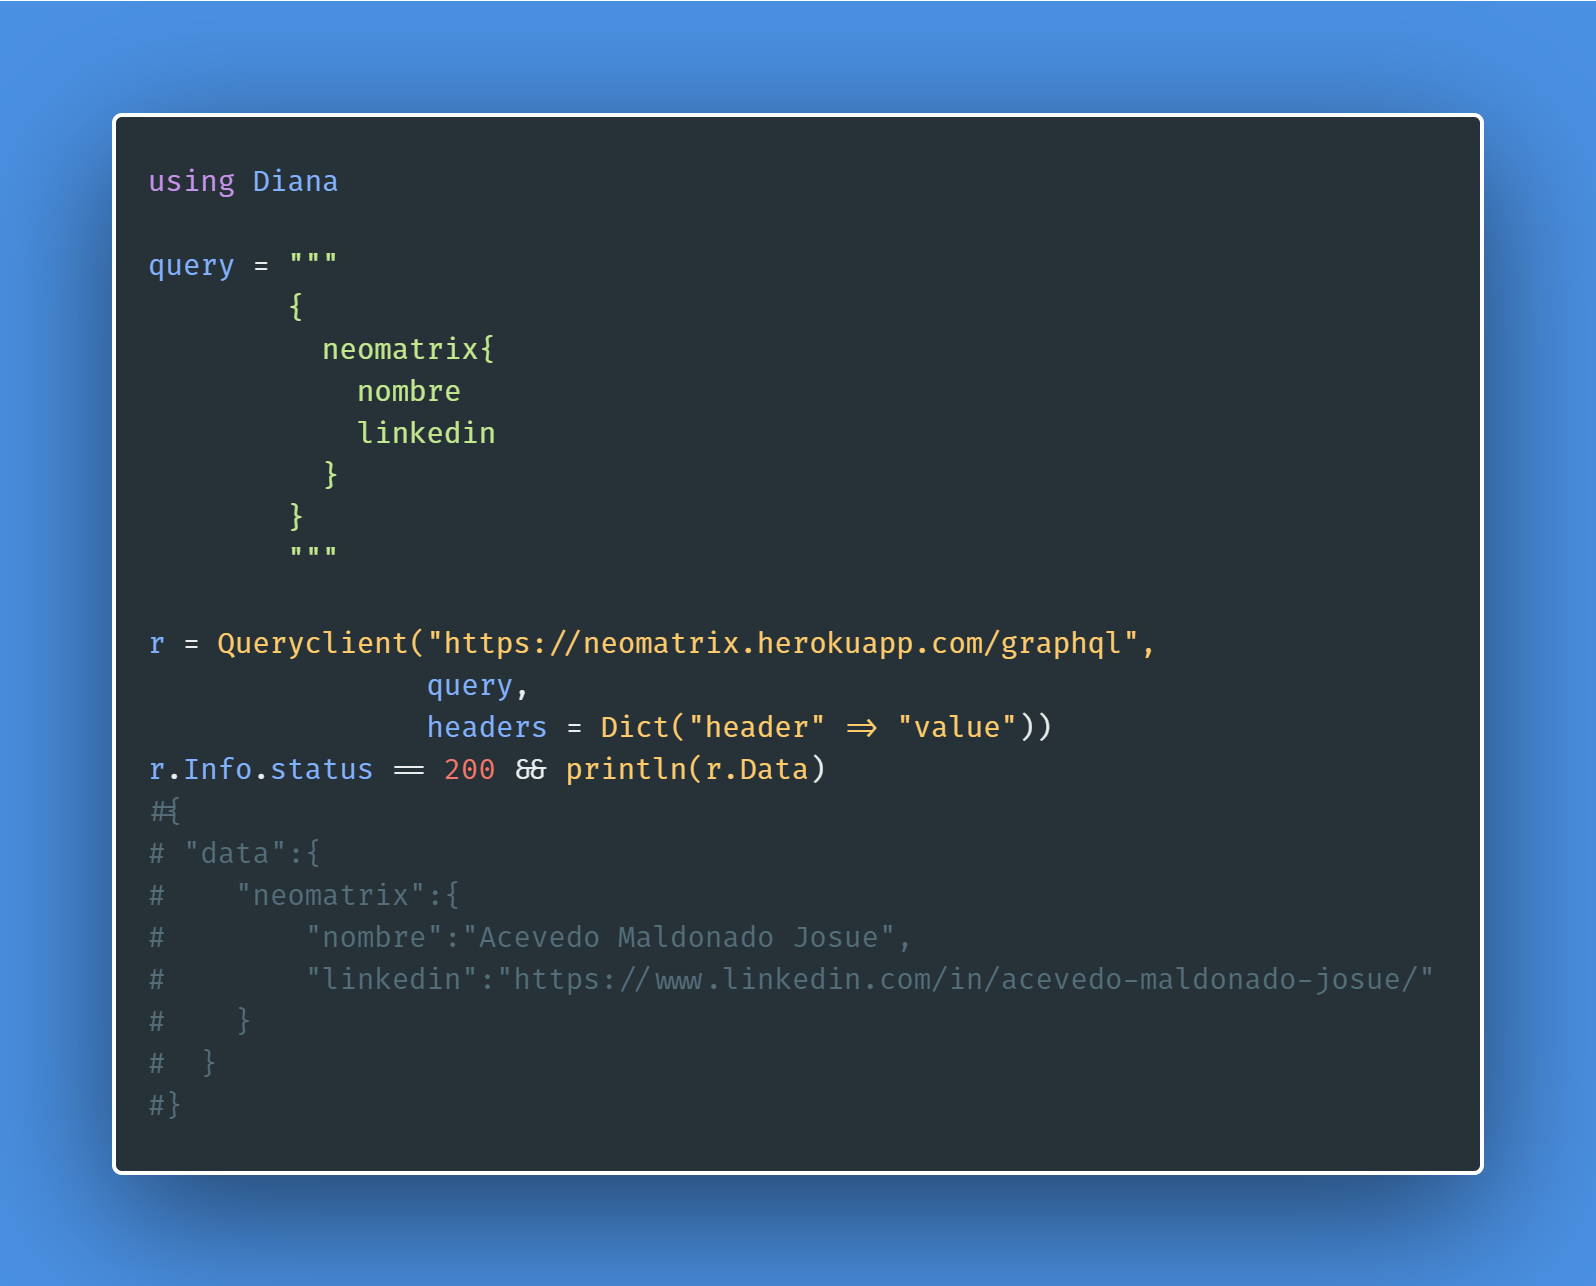 using Diana

query = """
        {
          neomatrix{
            nombre
            linkedin
          }
        }
        """

r = Queryclient("https://neomatrix.herokuapp.com/graphql",
                query,
                headers = Dict("header" => "value"))
r.Info.status == 200 && println(r.Data)
#{
# "data":{
#    "neomatrix":{
#        "nombre":"Acevedo Maldonado Josue",
#        "linkedin":"https://www.linkedin.com/in/acevedo-maldonado-josue/"
#    }
#  }
#}